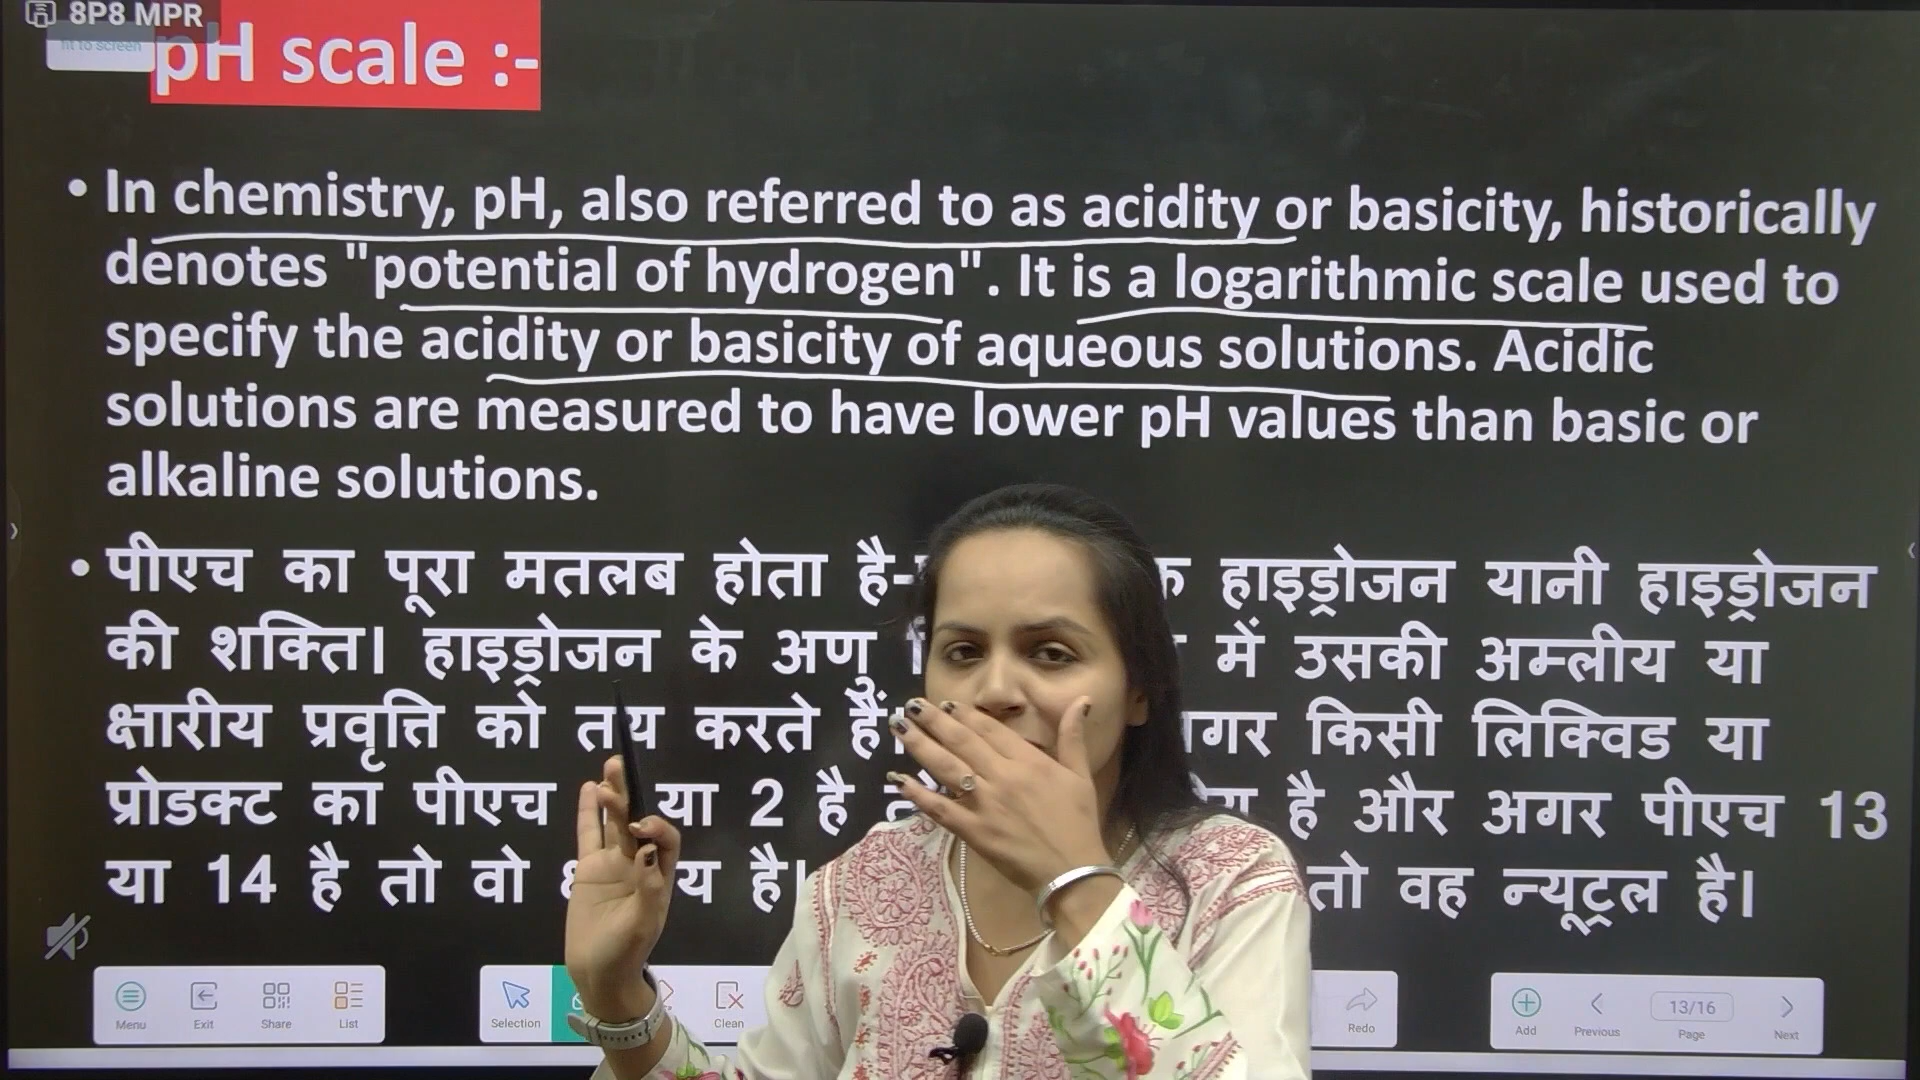 8P8 MPR
fit to screen
pH scale :-
• In chemistry, pH, also referred to as acidity or basicity, historically
denotes "potential of hydrogen". It is a logarithmic scale used to
specify the acidity or basicity of aqueous solutions. Acidic
solutions are measured to have lower pH values than basic or
alkaline solutions.
• पीएच का पूरा मतलब होता है- हाइड्रोजन यानी हाइड्रोजन
की शक्ति। हाइड्रोजन के अणु में उसकी अम्लीय या
क्षारीय प्रवृत्ति को तय करते हैं। किसी लिक्विड या
प्रोडक्ट का पीएच या 2 है है और अगर पीएच 13
या 14 है तो वो है। तो वह न्यूट्रल है।
Menu Exit Share List Selection Clean Redo Add Previous 13/16 Page Next